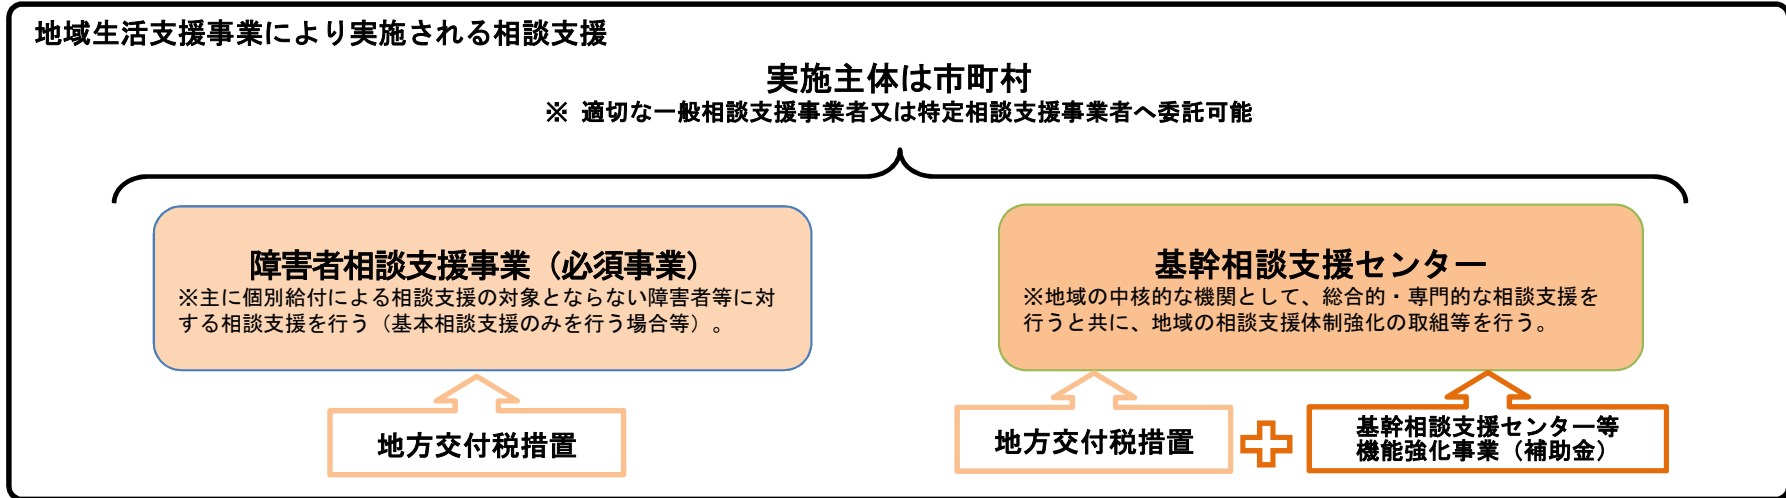 地域生活支援事業により実施される相談支援
実施主体は市町村
※ 適切な一般相談支援事業者又は特定相談支援事業者へ委託可能
障害者相談支援事業（必須事業）
※主に個別給付による相談支援の対象とならない障害者等に対
する相談支援を行う（基本相談支援のみを行う場合等）。
基幹相談支援センター
※地域の中核的な機関として、総合的・専門的な相談支援を
行うと共に、地域の相談支援体制強化の取組等を行う。
地方交付税措置
地方交付税措置
基幹相談支援センター等
機能強化事業（補助金）